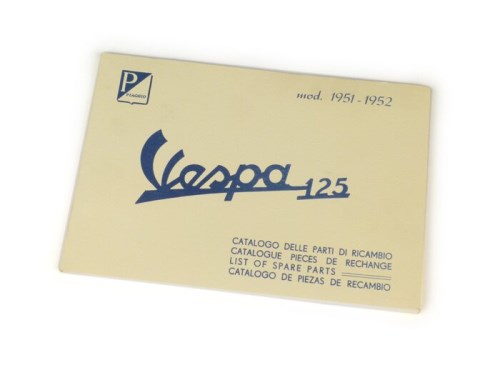 P
PIAGGIO
mod. 1951 - 1952
Vespa 125
CATALOGO DELLE PARTI DI RICAMBIO
CATALOGUE PIECES DE RECHANGE
LIST OF SPARE PARTS
CATALOGO DE PIEZAS DE RECAMBIO